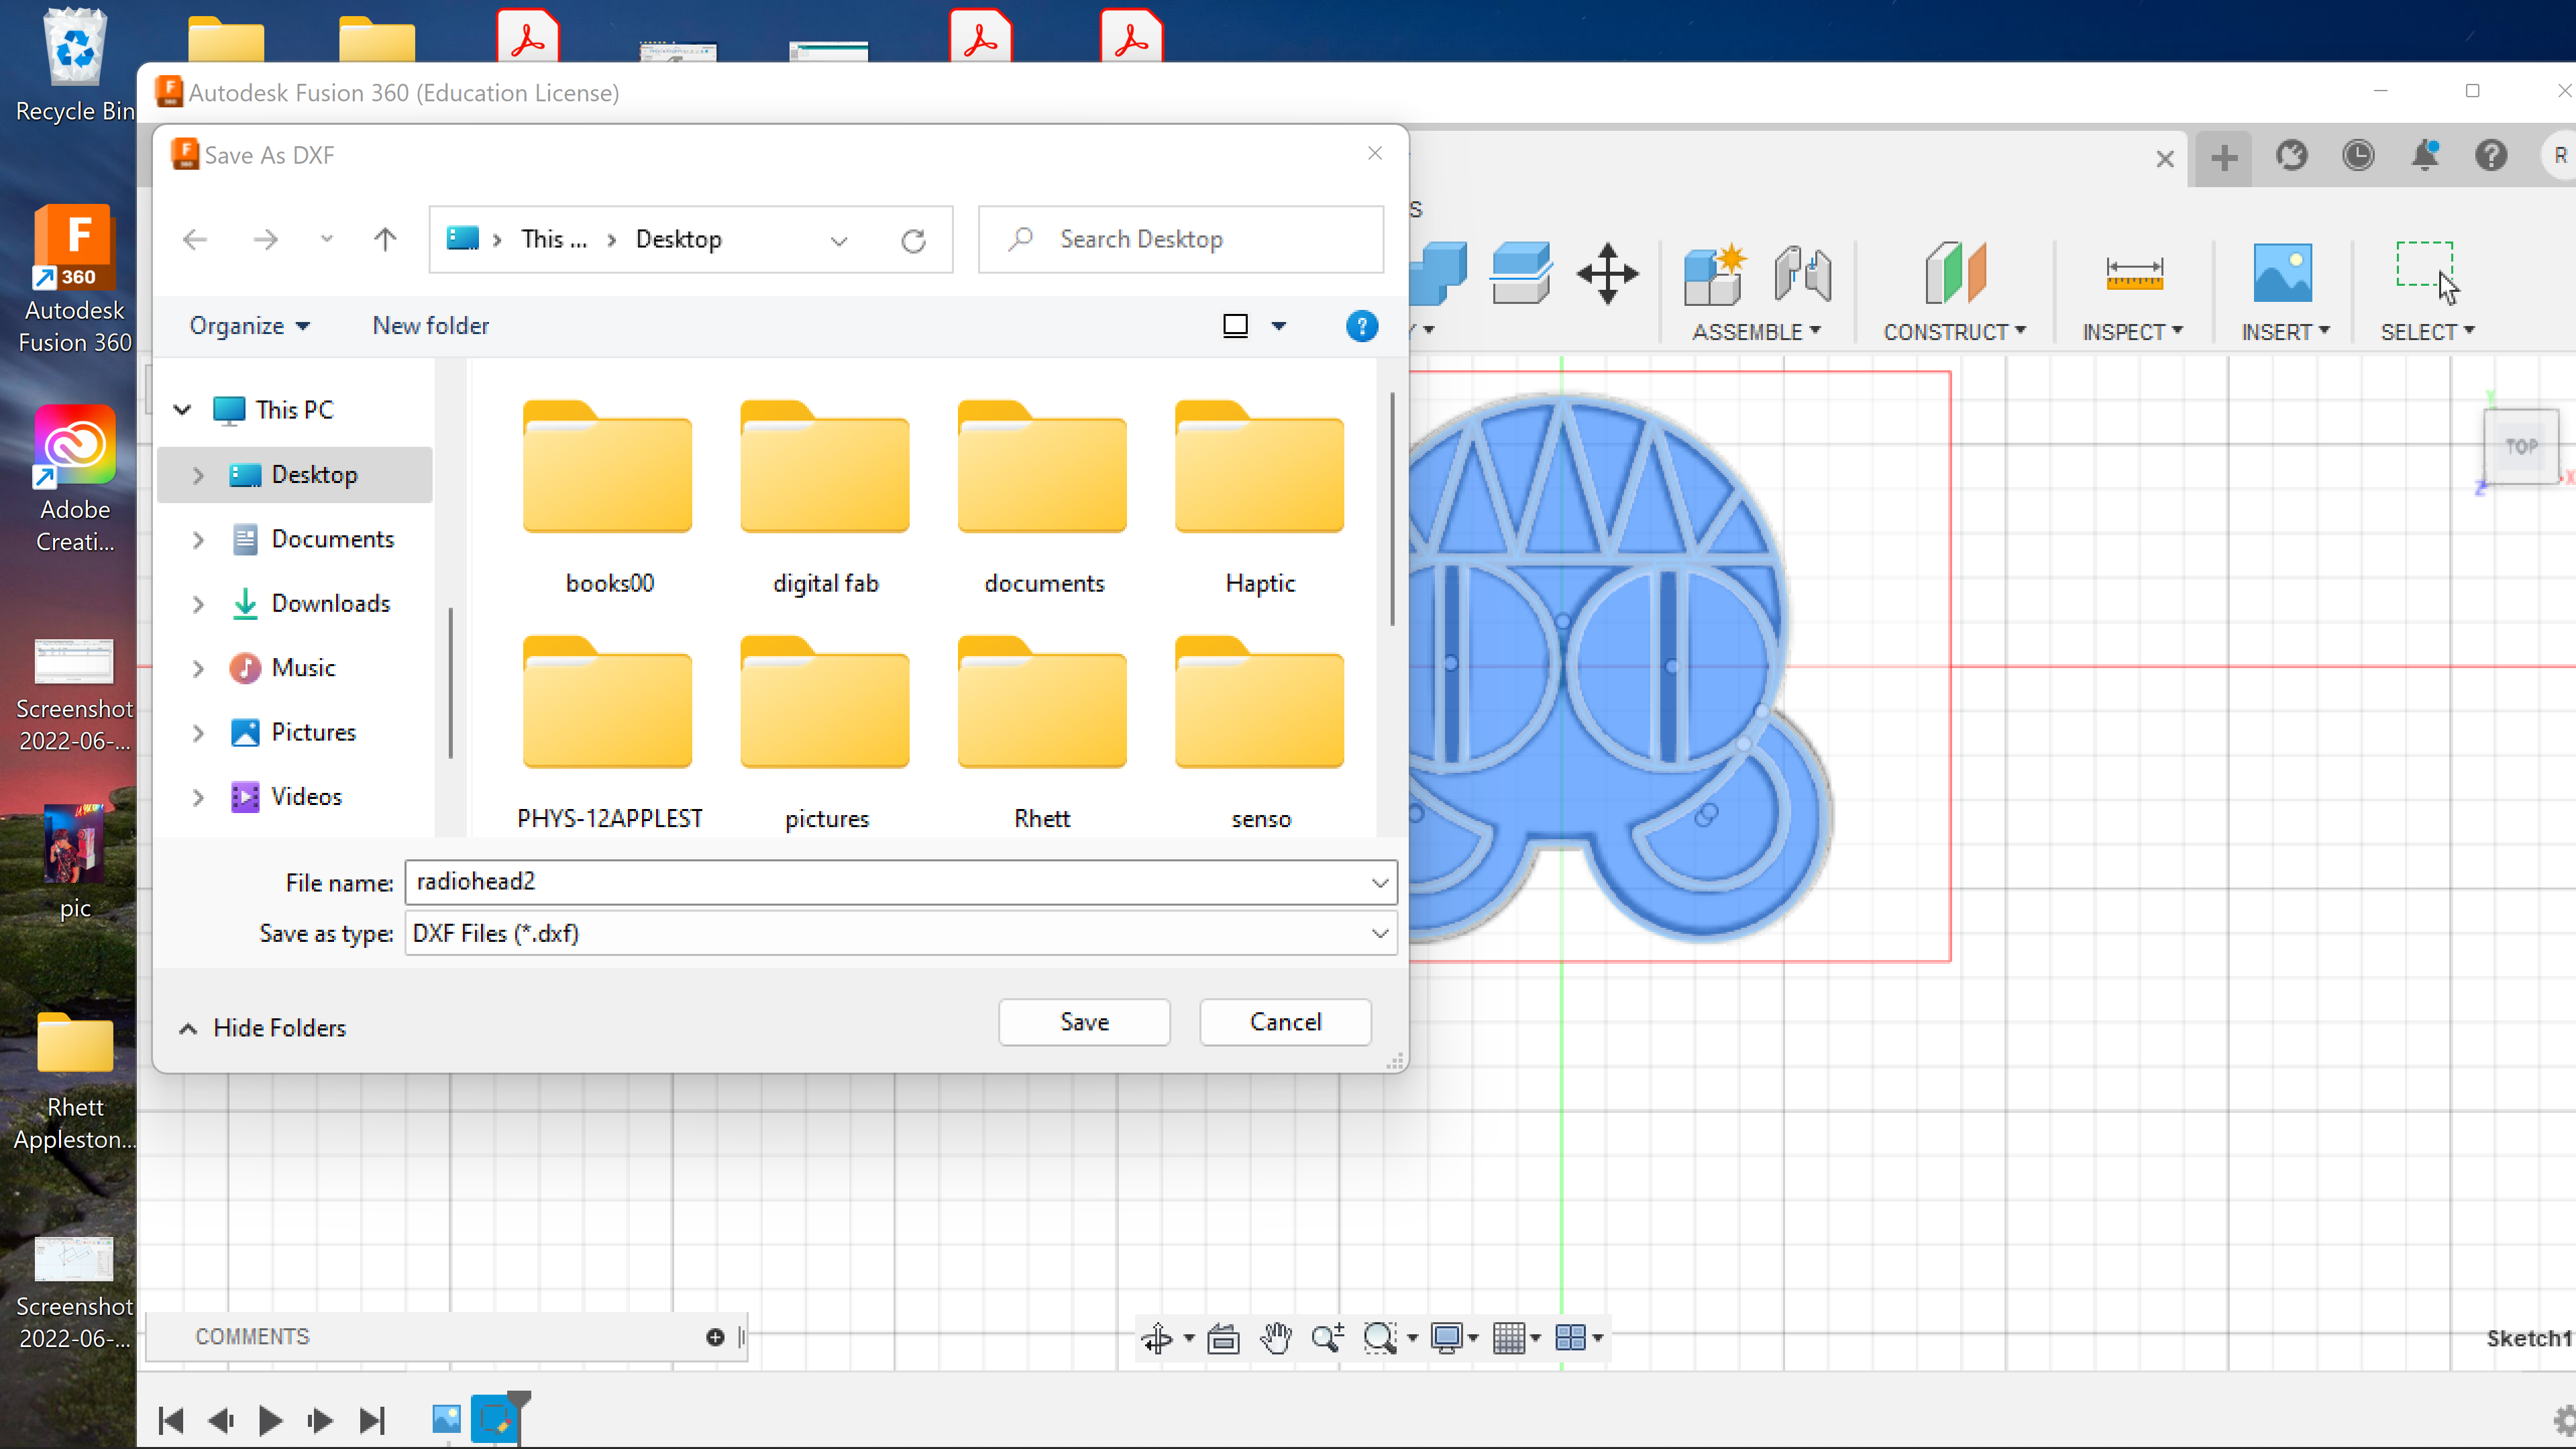 Recycle Bin
Autodesk Fusion 360 (Education License)
Save As DXF
This ...
Desktop
Search Desktop
Organize
New folder
This PC
Desktop
Documents
Downloads
Music
Pictures
Videos
books00
digital fab
documents
Haptic
PHYS-12APPLEST
pictures
Rhett
senso
File name:
radiohead2
Save as type:
DXF Files (*.dxf)
Hide Folders
Save
Cancel
S
R
ASSEMBLE
CONSTRUCT
INSPECT
INSERT
SELECT
Y
TOP
X
Z
F
360
Autodesk
Fusion 360
Adobe
Creati...
Screenshot
2022-06-...
pic
Rhett
Appleston...
Screenshot
2022-06-...
COMMENTS
Sketch1